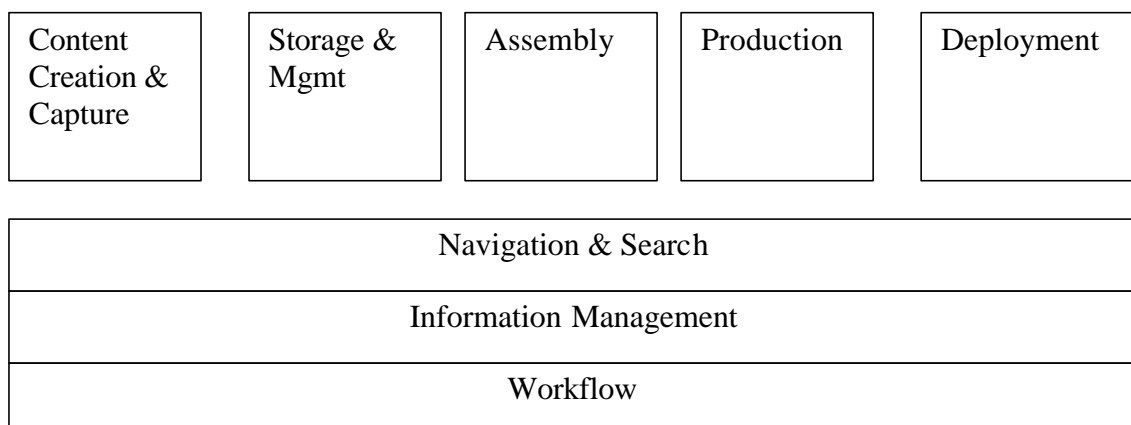 Content
Creation &
Capture
Storage &
Mgmt
Assembly
Production
Deployment
Navigation & Search
Information Management
Workflow